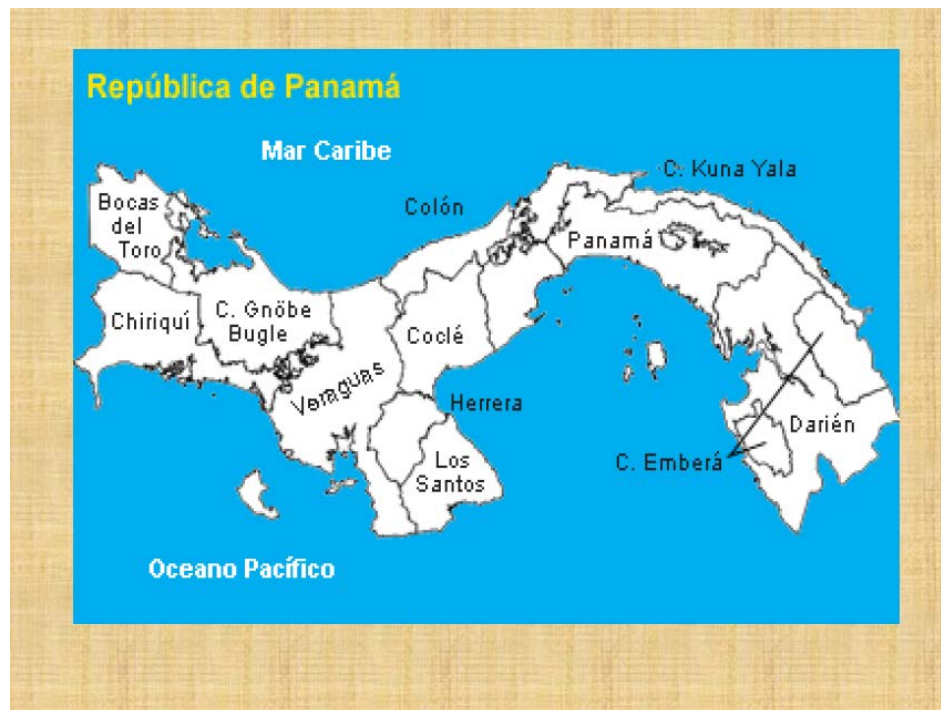 República de Panamá
Mar Caribe
C. Kuna Yala
Bocas
del
Toro
Colón
Panamá
Chiriquí
C. Gnöbe
Bugle
Coclé
Veraguas
Herrera
Darién
Los
Santos
C. Emberá
Oceano Pacífico